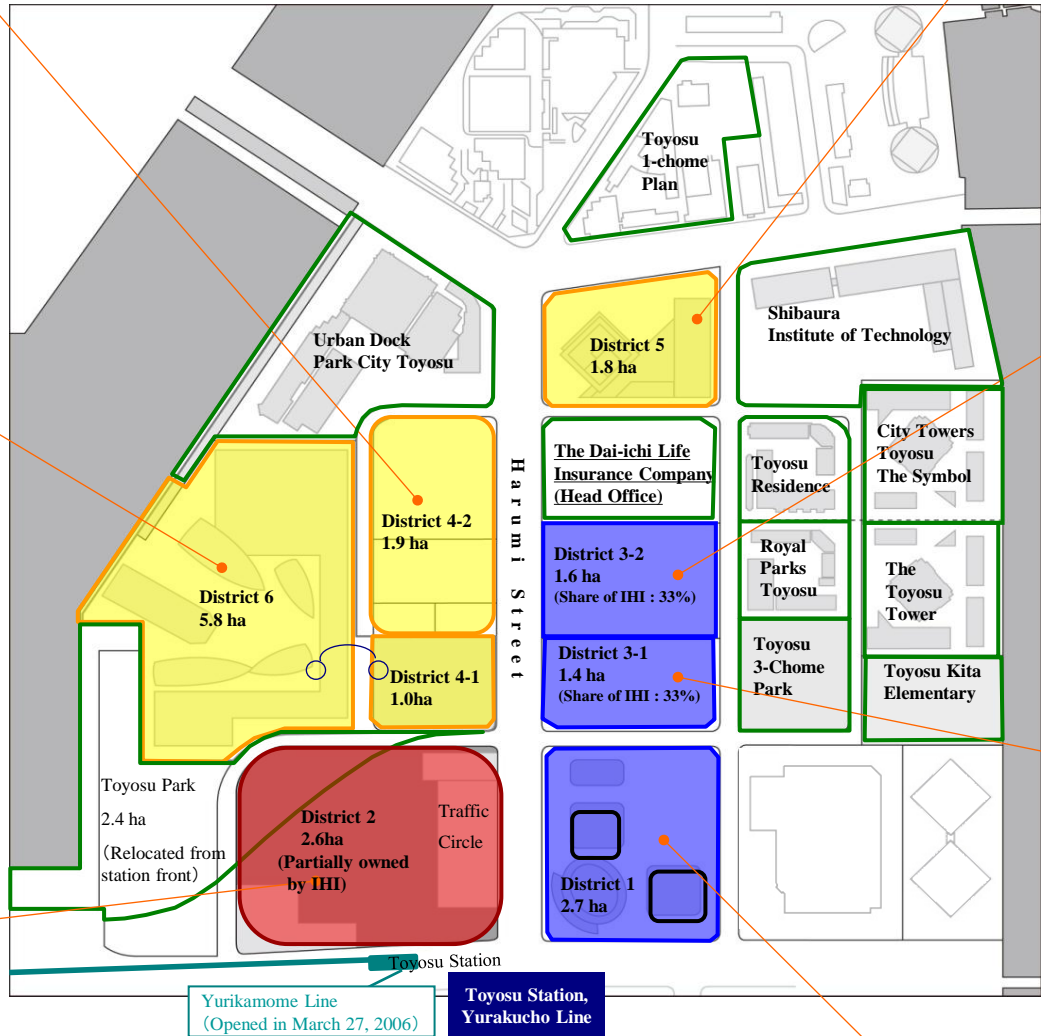 Toyosu
1-chome
Plan
Shibaura
Institute of Technology
Urban Dock
Park City Toyosu
District 5
1.8 ha
Harumi Street
The Dai-ichi Life
Insurance Company
(Head Office)
Toyosu
Residence
City Towers
Toyosu
The Symbol
District 4-2
1.9 ha
District 3-2
1.6 ha
(Share of IHI : 33%)
Royal
Parks
Toyosu
The
Toyosu
Tower
District 6
5.8 ha
District 4-1
1.0ha
District 3-1
1.4 ha
(Share of IHI : 33%)
Toyosu
3-Chome
Park
Toyosu Kita
Elementary
Toyosu Park
2.4 ha
(Relocated from
station front)
District 2
2.6ha
(Partially owned
by IHI)
Traffic
Circle
District 1
2.7 ha
Toyosu Station
Yurikamome Line
(Opened in March 27, 2006)
Toyosu Station,
Yurakucho Line